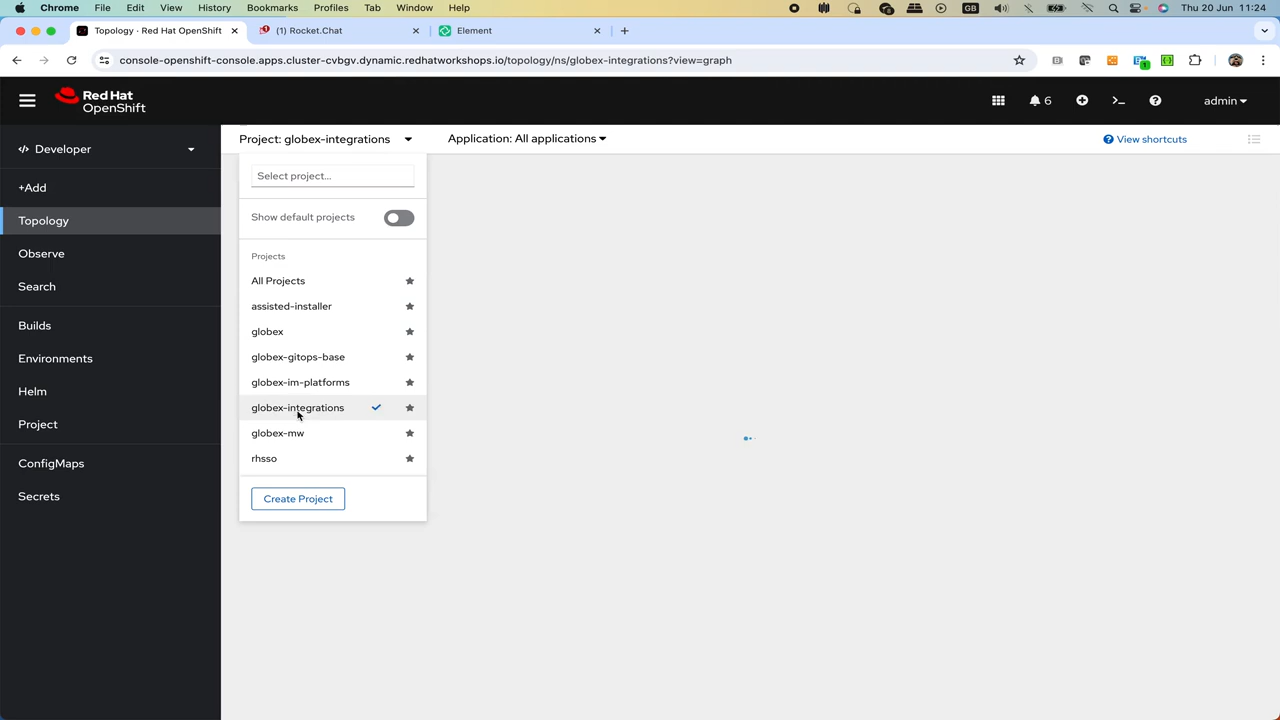 Chrome File Edit View History Bookmarks Profiles Tab Window Help GB Thu 20 Jun 11:24
Topology · Red Hat OpenShift (1) Rocket.Chat Element
console-openshift-console.apps.cluster-cvbgv.dynamic.redhatworkshops.io/topology/ns/globex-integrations?view=graph 1
Red Hat
OpenShift
6 admin
Developer
+Add
Topology
Observe
Search
Builds
Environments
Helm
Project
ConfigMaps
Secrets
Project: globex-integrations Application: All applications View shortcuts
Select project...
Show default projects
Projects
All Projects
assisted-installer
globex
globex-gitops-base
globex-im-platforms
globex-integrations
globex-mw
rhsso
Create Project